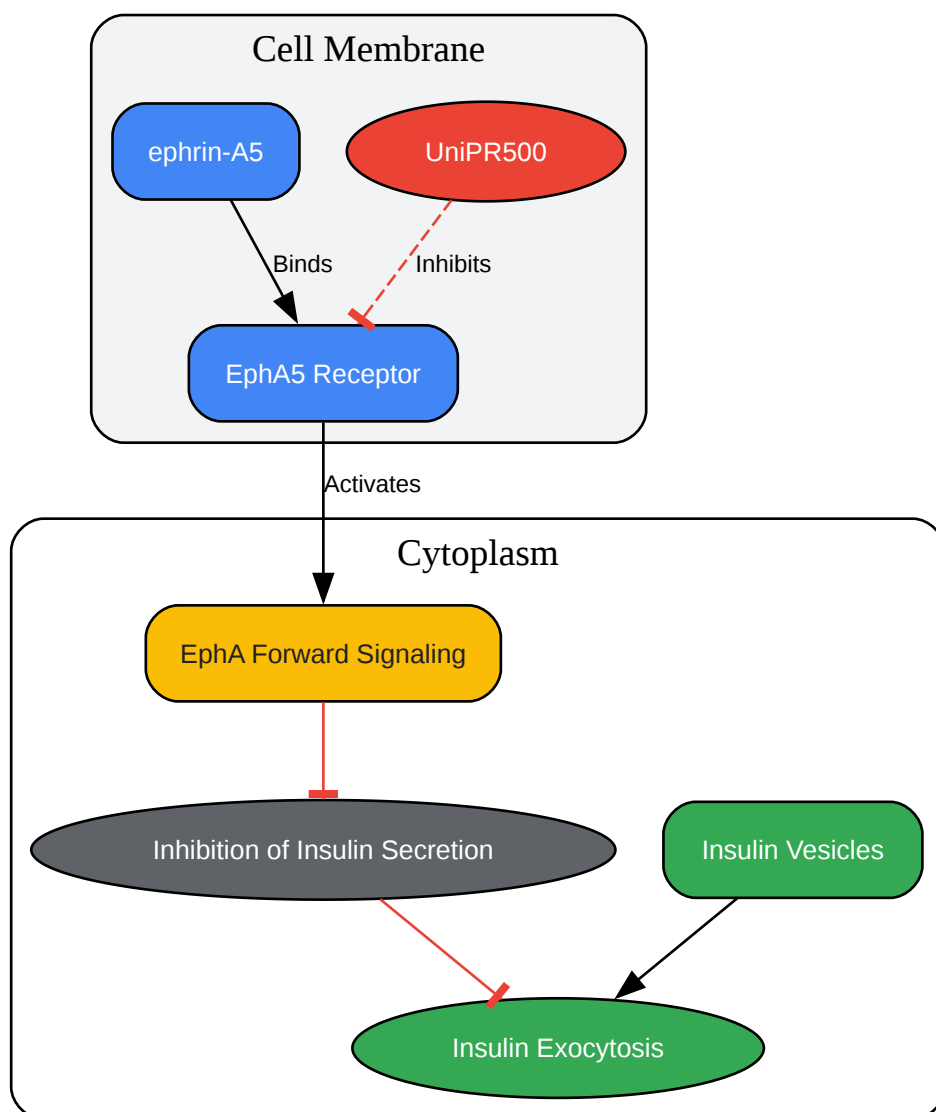 Cell Membrane
ephrin-A5
UniPR500
Binds
Inhibits
EphA5 Receptor
Activates
Cytoplasm
EphA Forward Signaling
Inhibition of Insulin Secretion
Insulin Vesicles
Insulin Exocytosis